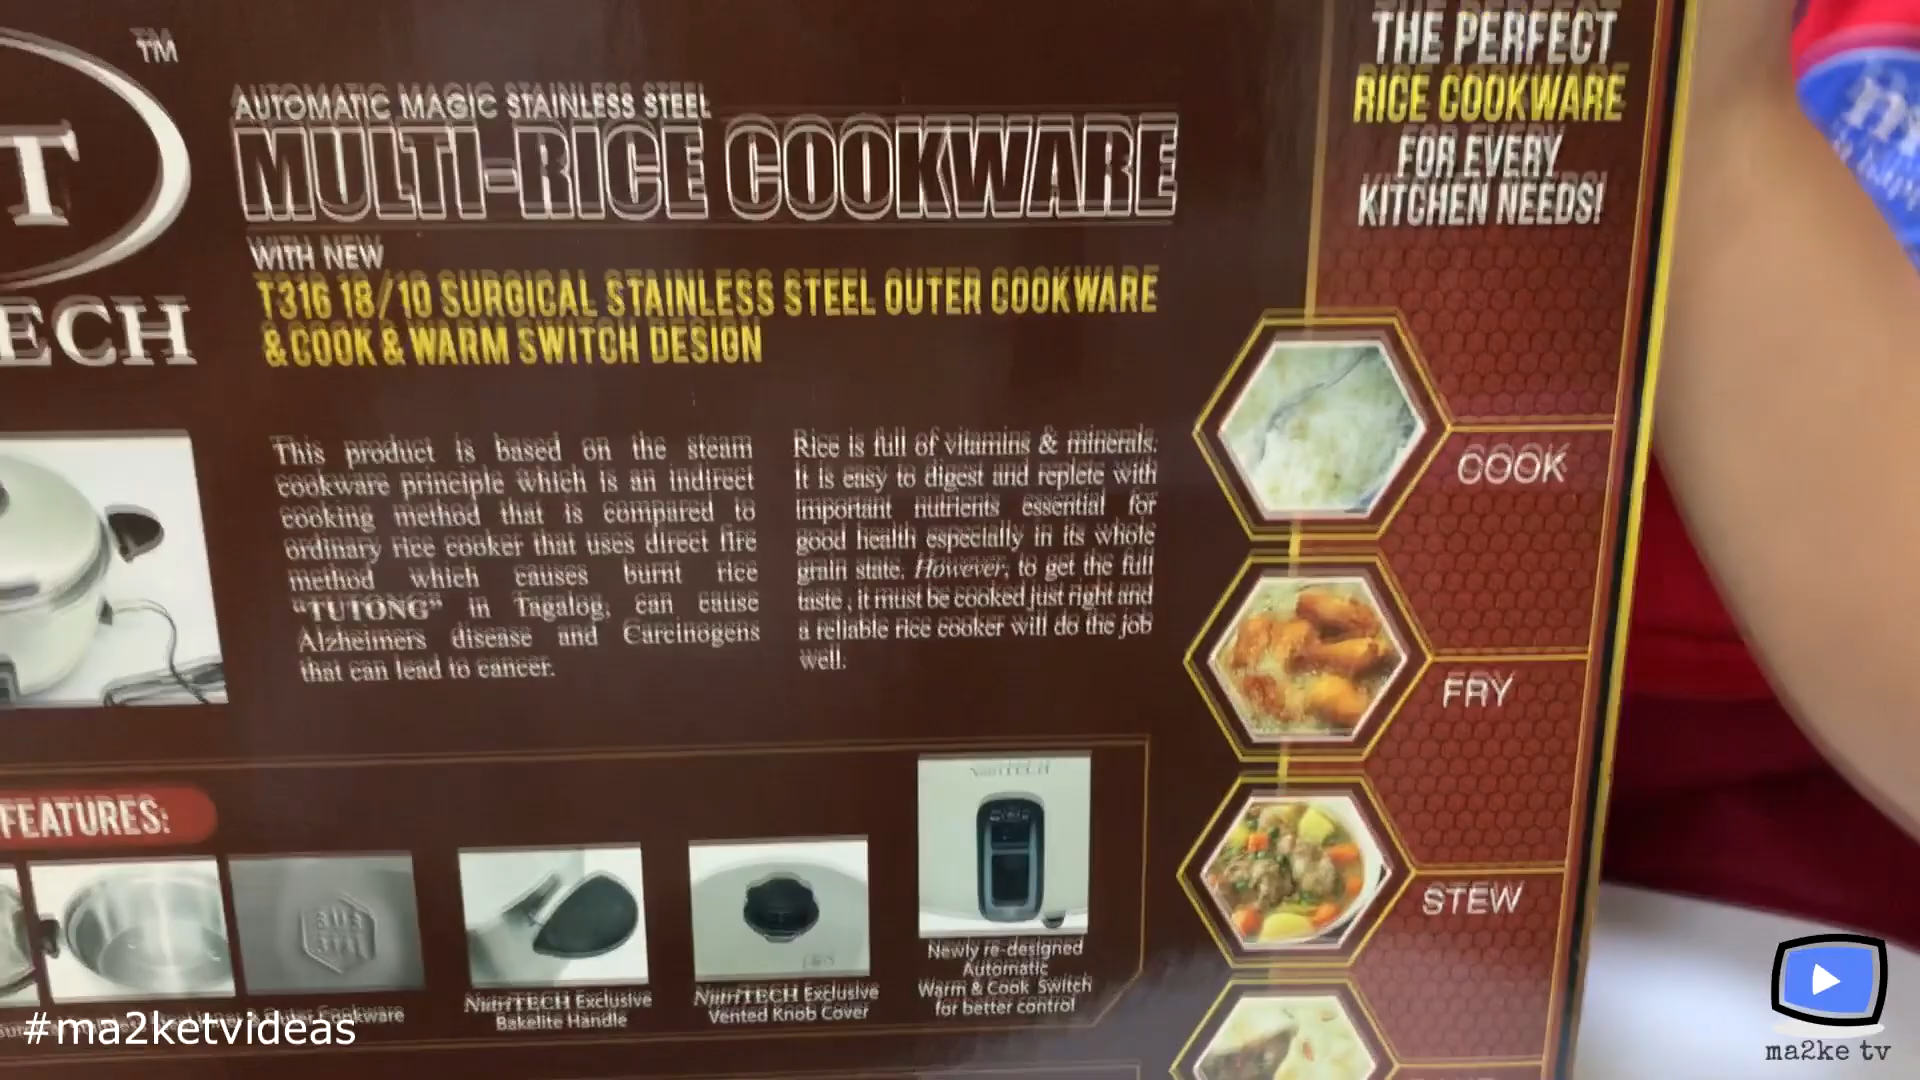 TM
T
ECH
AUTOMATIC MAGIC STAINLESS STEEL
MULTI-RICE COOKWARE
WITH NEW
T316 18/10 SURGICAL STAINLESS STEEL OUTER COOKWARE
& COOK & WARM SWITCH DESIGN
This product is based on the steam
cookware principle which is an indirect
cooking method that is compared to
ordinary rice cooker that uses direct fire
method which causes burnt rice
"TUTONG" in Tagalog, can cause
Alzheimers disease and Carcinogens
that can lead to cancer.
Rice is full of vitamins & minerals.
It is easy to digest and replete with
important nutrients essential for
good health especially in its whole
grain state. However, to get the full
taste , it must be cooked just right and
a reliable rice cooker will do the job
well.
THE PERFECT
RICE COOKWARE
FOR EVERY
KITCHEN NEEDS!
COOK
FRY
STEW
FEATURES:
Cookware
NutriTECH Exclusive
Bakelite Handle
NutriTECH Exclusive
Vented Knob Cover
NutriTECH
Newly re-designed
Automatic
Warm & Cook Switch
for better control
#ma2ketvideas
ma2ke tv